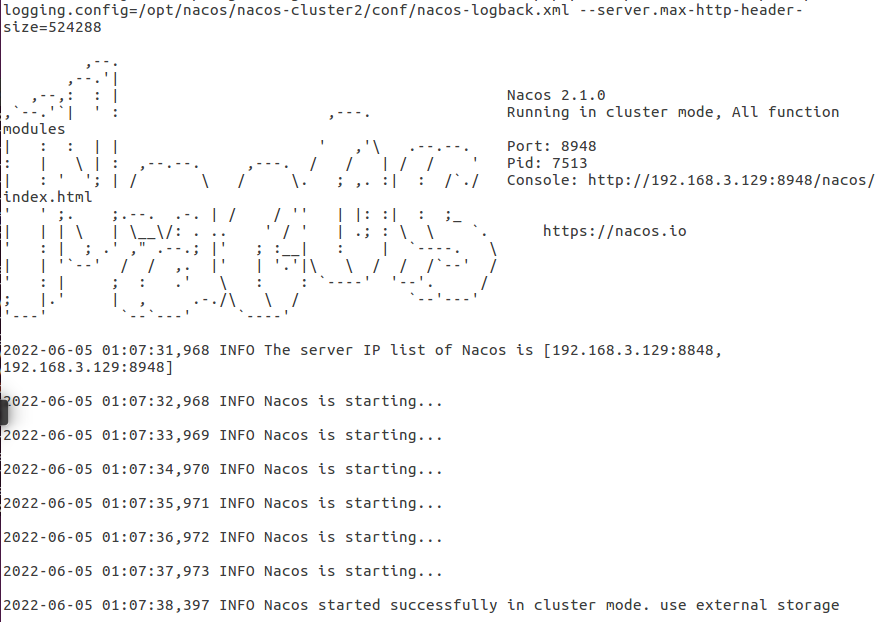 logging.config=/opt/nacos/nacos-cluster2/conf/nacos-logback.xml --server.max-http-header-
size=524288
Nacos 2.1.0
Running in cluster mode, All function
modules
Port: 8948
Pid: 7513
Console: http://192.168.3.129:8948/nacos/
index.html
https://nacos.io
2022-06-05 01:07:31,968 INFO The server IP list of Nacos is [192.168.3.129:8848,
192.168.3.129:8948]
2022-06-05 01:07:32,968 INFO Nacos is starting...
2022-06-05 01:07:33,969 INFO Nacos is starting...
2022-06-05 01:07:34,970 INFO Nacos is starting...
2022-06-05 01:07:35,971 INFO Nacos is starting...
2022-06-05 01:07:36,972 INFO Nacos is starting...
2022-06-05 01:07:37,973 INFO Nacos is starting...
2022-06-05 01:07:38,397 INFO Nacos started successfully in cluster mode. use external storage